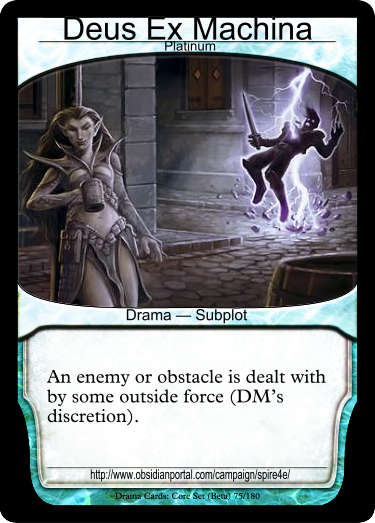 Deus Ex Machina
Platinum
Drama — Subplot
An enemy or obstacle is dealt with
by some outside force (DM's
discretion).
http://www.obsidianportal.com/campaign/spire4e/
Drama Cards: Core Set (Beta) 75/180